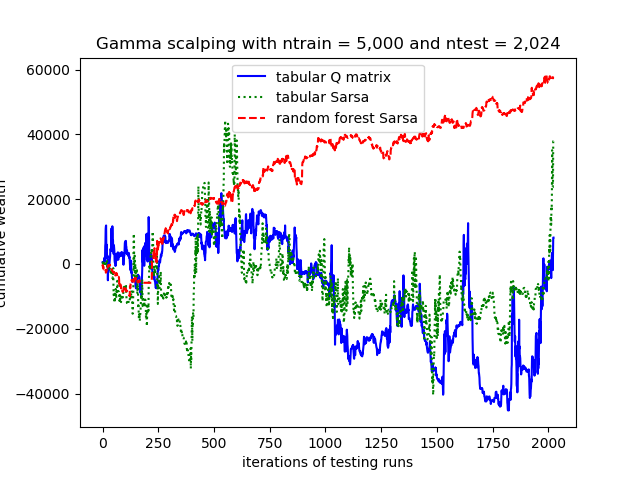 Gamma scalping with ntrain = 5,000 and ntest = 2,024
60000
40000
20000
0
−20000
−40000
cumulative wealth
tabular Q matrix
tabular Sarsa
random forest Sarsa
0 250 500 750 1000 1250 1500 1750 2000
iterations of testing runs